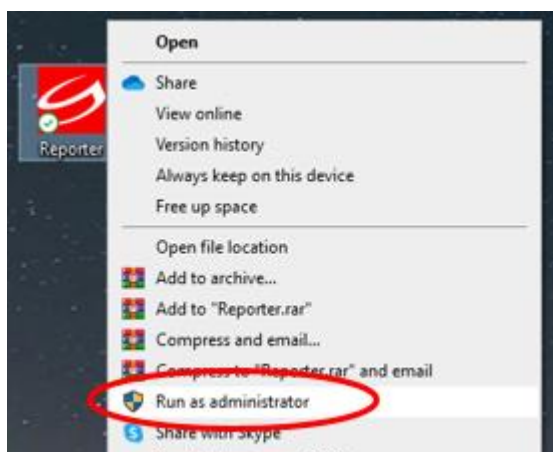 Open
Share
View online
Reporter
Version history
Always keep on this device
Free up space
Open file location
Add to archive...
Add to "Reporter.rar"
Compress and email...
Compress to "Reporter.rar" and email
Run as administrator
Share with Skype